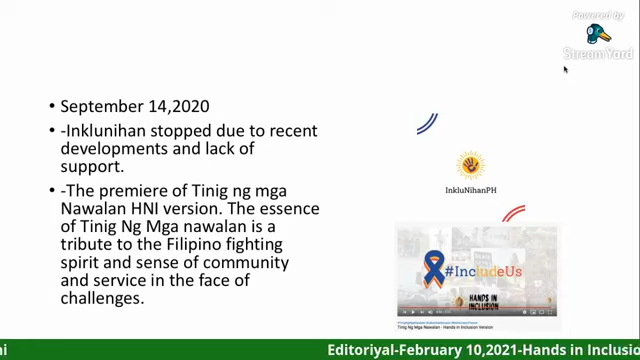 Powered by
StreamYard
• September 14,2020
• -Inklunihan stopped due to recent
developments and lack of
support.
• -The premiere of Tinig ng mga
Nawalan HNI version. The essence
of Tinig Ng Mga nawalan is a
tribute to the Filipino fighting
spirit and sense of community
and service in the face of
challenges.
InkluNihanPH
#IncludeUs
HANDS IN
INCLUSION
Tinig Ng Mga Nawalan - Hands in Inclusion Version
ni
Editoriyal-February 10,2021-Hands in Inclusio